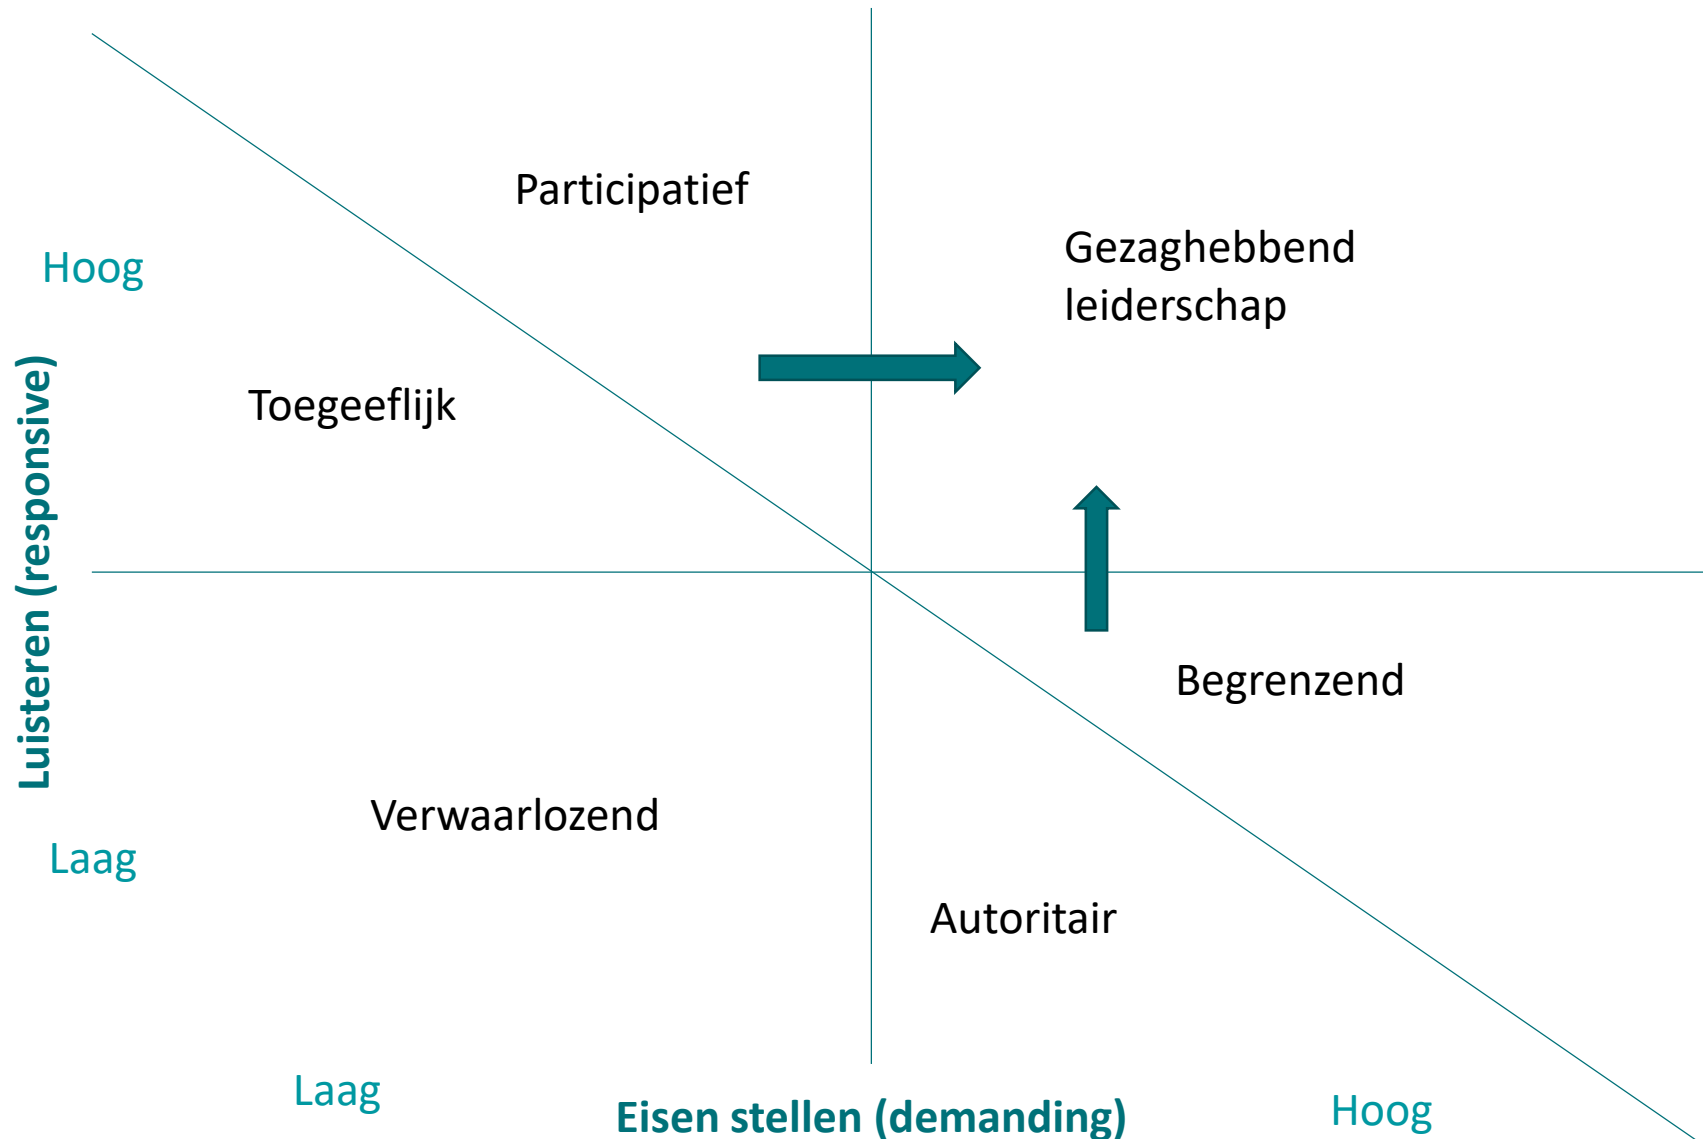 Participatief
Gezaghebbend
leiderschap
Hoog
Toegeeflijk
Luisteren (responsive)
Begrenzend
Verwaarlozend
Laag
Autoritair
Laag
Eisen stellen (demanding)
Hoog